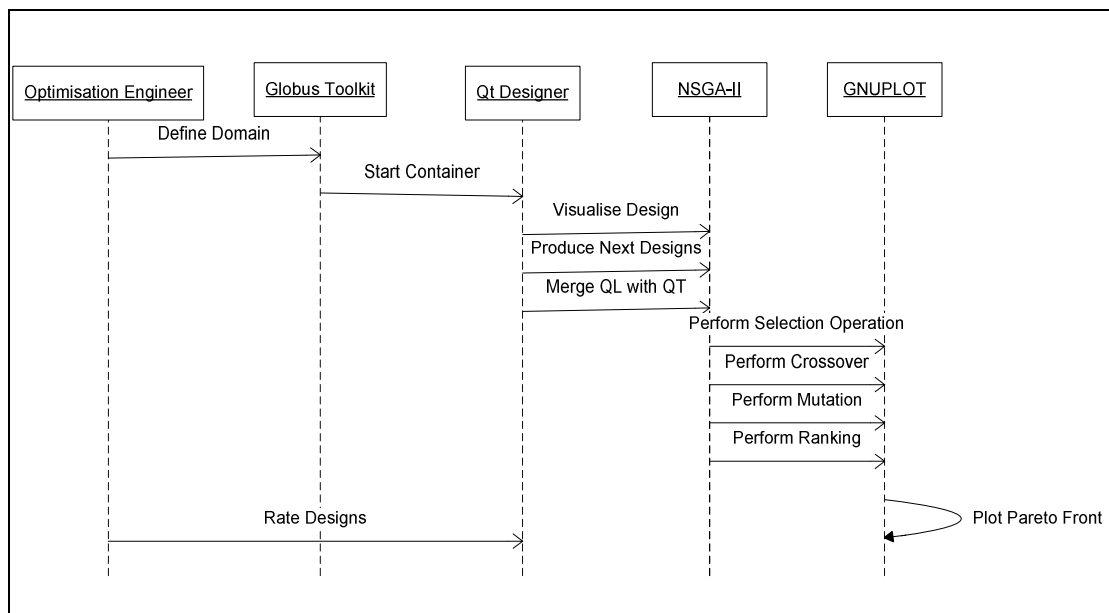 Optimisation Engineer
Globus Toolkit
Qt Designer
NSGA-II
GNUPLOT
Define Domain
Start Container
Visualise Design
Produce Next Designs
Merge QL with QT
Perform Selection Operation
Perform Crossover
Perform Mutation
Perform Ranking
Rate Designs
Plot Pareto Front